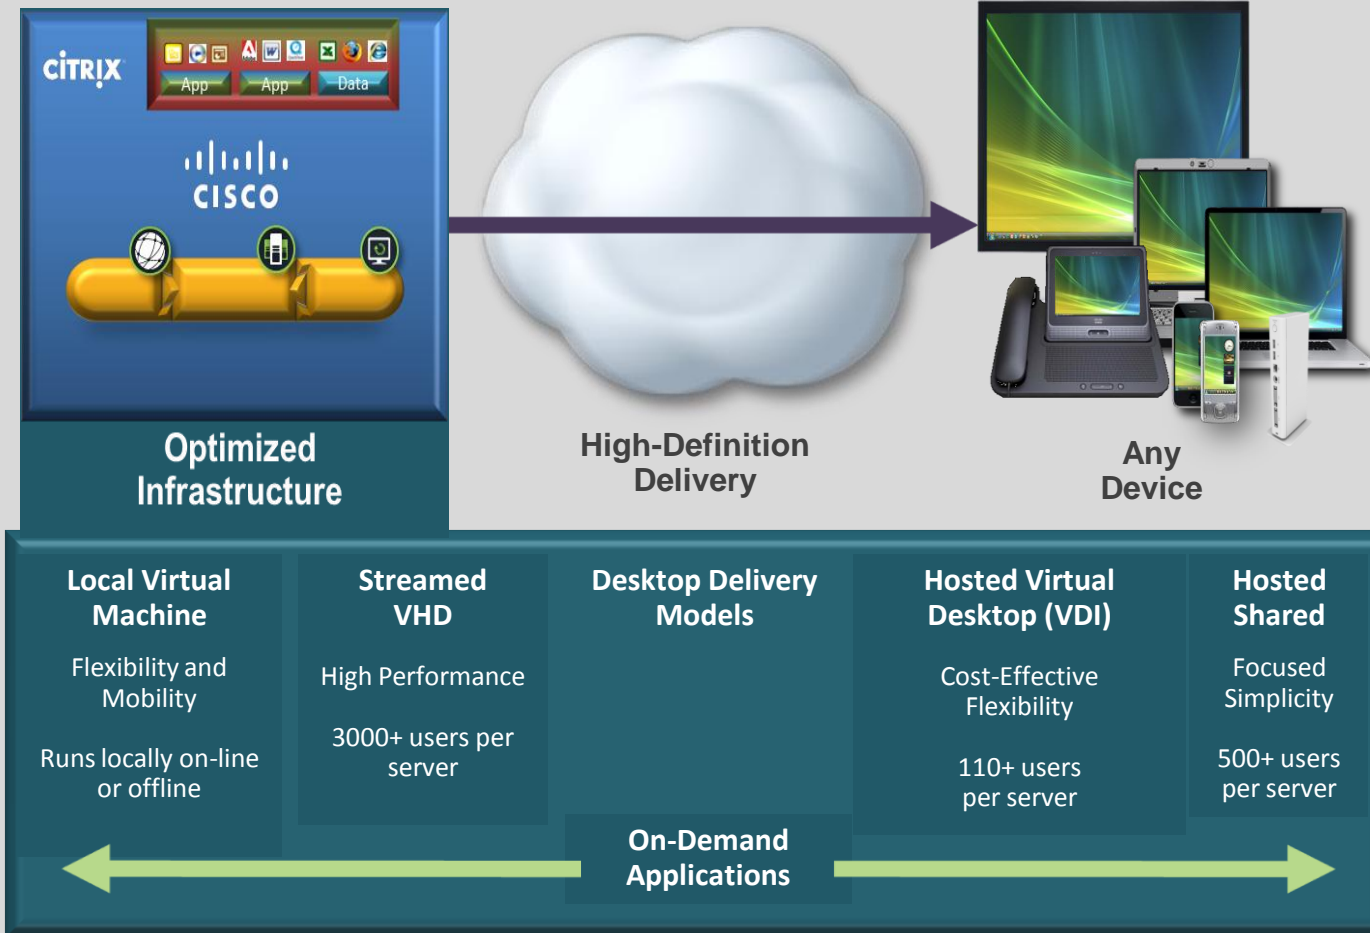 CITRIX
App
App
Data
CISCO
Optimized
Infrastructure
High-Definition
Delivery
Any
Device
Local Virtual
Machine
Flexibility and
Mobility
Runs locally on-line
or offline
Streamed
VHD
High Performance
3000+ users per
server
Desktop Delivery
Models
Hosted Virtual
Desktop (VDI)
Cost-Effective
Flexibility
110+ users
per server
Hosted
Shared
Focused
Simplicity
500+ users
per server
On-Demand
Applications